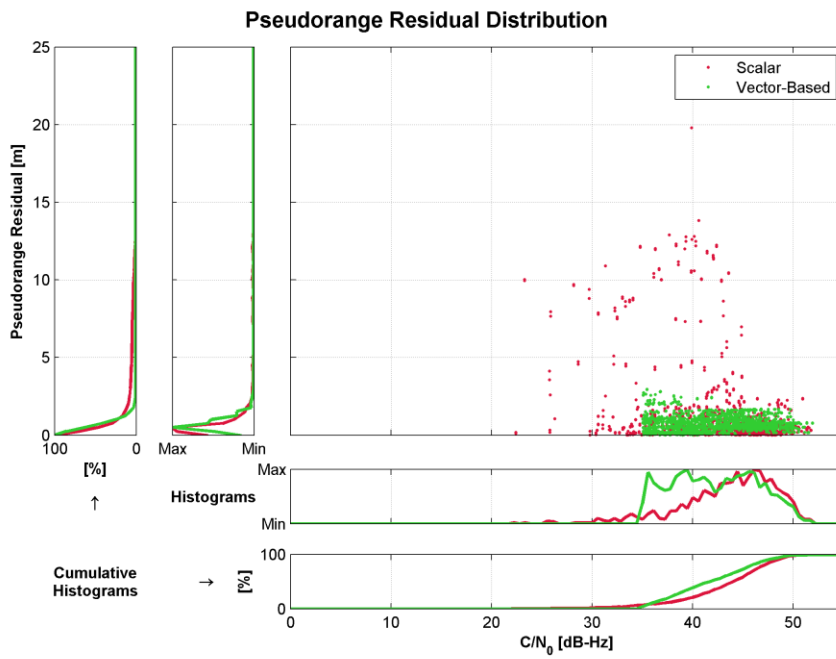 Pseudorange Residual Distribution
Pseudorange Residual [m]
25
20
15
10
5
0
100
0
[%]
↑
Max
Min
Scalar
Vector-Based
Histograms
Max
Min
Cumulative
Histograms
→
[%]
100
0
0
10
20
30
40
50
C/N₀ [dB-Hz]